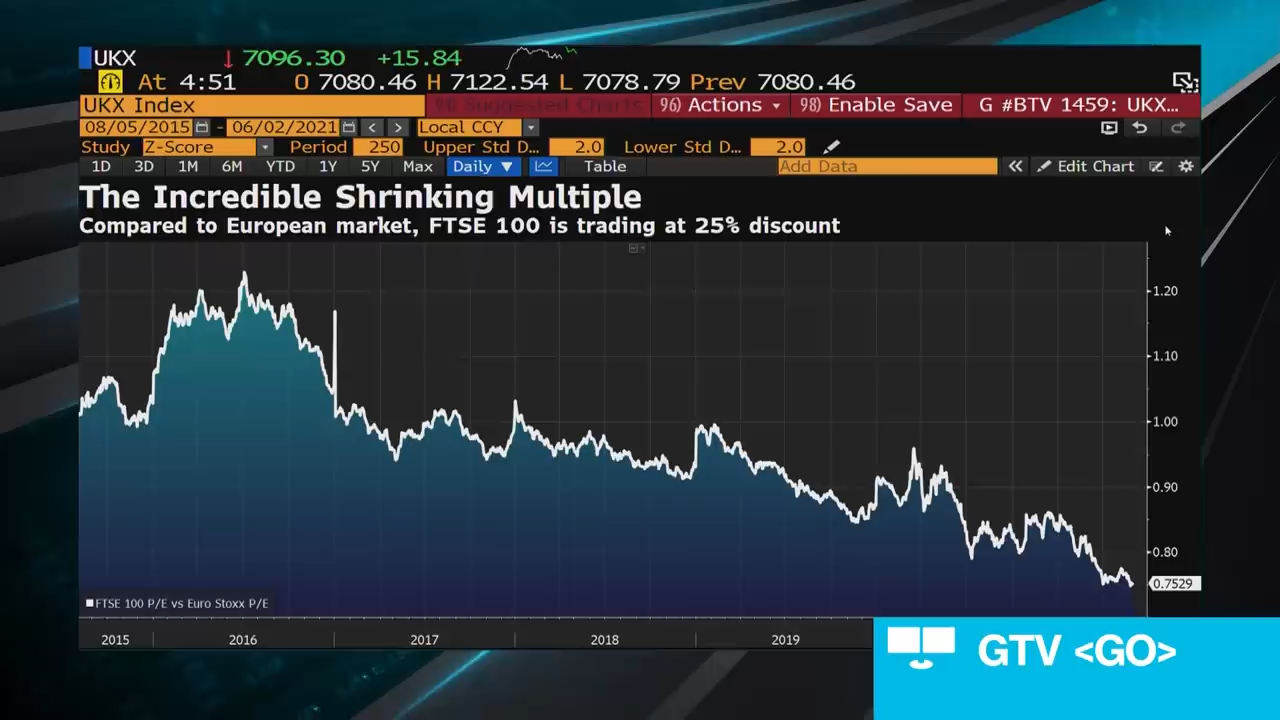 UKX ↓ 7096.30 +15.84
At 4:51 O 7080.46 H 7122.54 L 7078.79 Prev 7080.46
UKX Index 90 Suggested Charts 96) Actions 98) Enable Save G #BTV 1459: UKX...
08/05/2015 - 06/02/2021 < > Local CCY
Study Z-Score Period 250 Upper Std D... 2.0 Lower Std D... 2.0
1D 3D 1M 6M YTD 1Y 5Y Max Daily ▼ Table Add Data « Edit Chart
The Incredible Shrinking Multiple
Compared to European market, FTSE 100 is trading at 25% discount
1.20
1.10
1.00
0.90
0.80
0.7529
FTSE 100 P/E vs Euro Stoxx P/E
2015 2016 2017 2018 2019
GTV <GO>